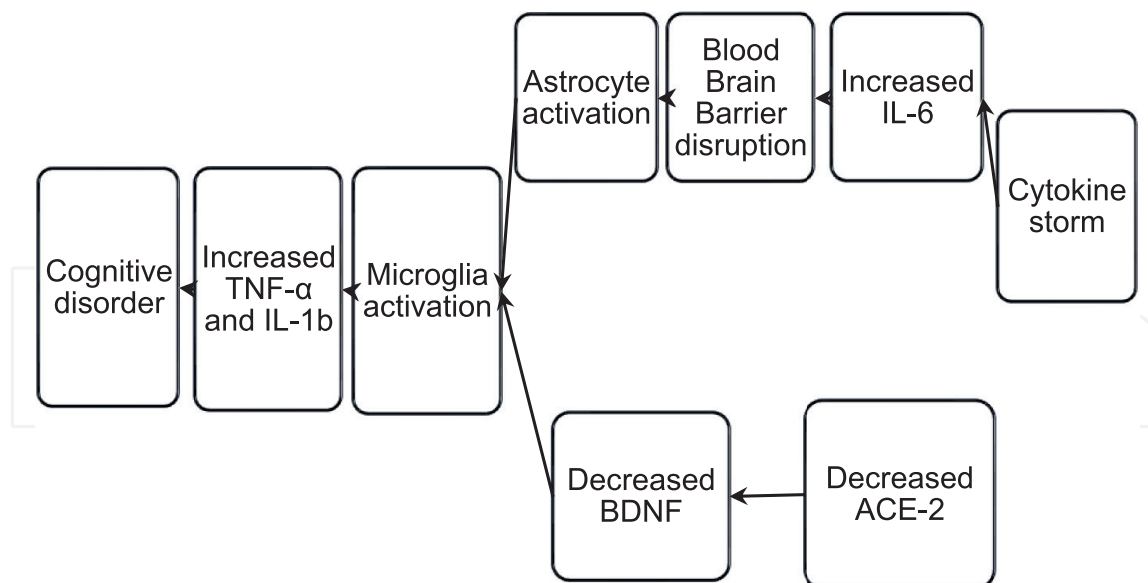 Astrocyte
activation
Blood
Brain
Barrier
disruption
Increased
IL-6
Cytokine
storm
Cognitive
disorder
Increased
TNF-α
and IL-1b
Microglia
activation
Decreased
BDNF
Decreased
ACE-2